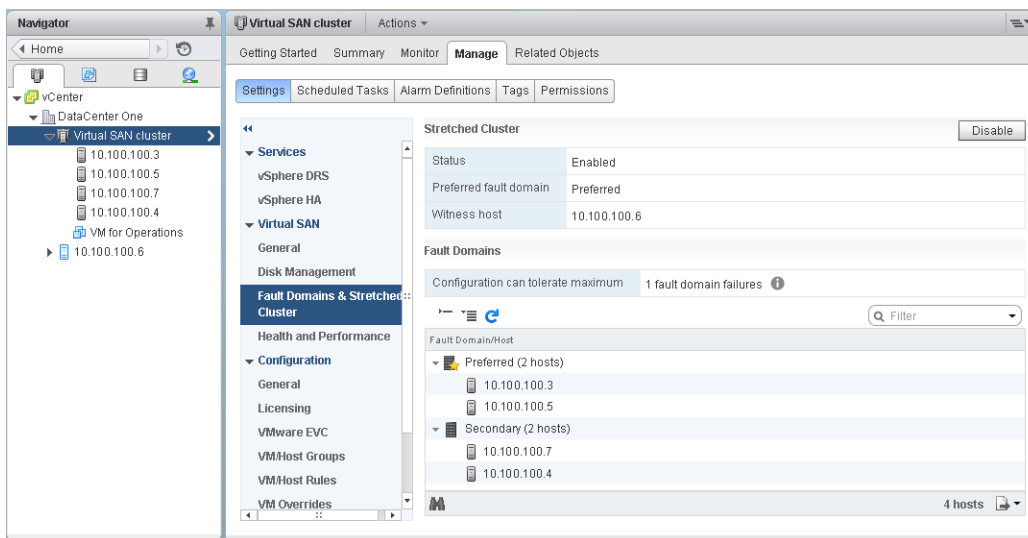 Navigator
Home
vCenter
DataCenter One
Virtual SAN cluster
10.100.100.3
10.100.100.5
10.100.100.7
10.100.100.4
VM for Operations
10.100.100.6
Virtual SAN cluster Actions
Getting Started Summary Monitor Manage Related Objects
Settings Scheduled Tasks Alarm Definitions Tags Permissions
Services
vSphere DRS
vSphere HA
Virtual SAN
General
Disk Management
Fault Domains & Stretched
Cluster
Health and Performance
Configuration
General
Licensing
VMware EVC
VM/Host Groups
VM/Host Rules
VM Overrides
Stretched Cluster Disable
Status Enabled
Preferred fault domain Preferred
Witness host 10.100.100.6
Fault Domains
Configuration can tolerate maximum 1 fault domain failures
Filter
Fault Domain/Host
Preferred (2 hosts)
10.100.100.3
10.100.100.5
Secondary (2 hosts)
10.100.100.7
10.100.100.4
4 hosts